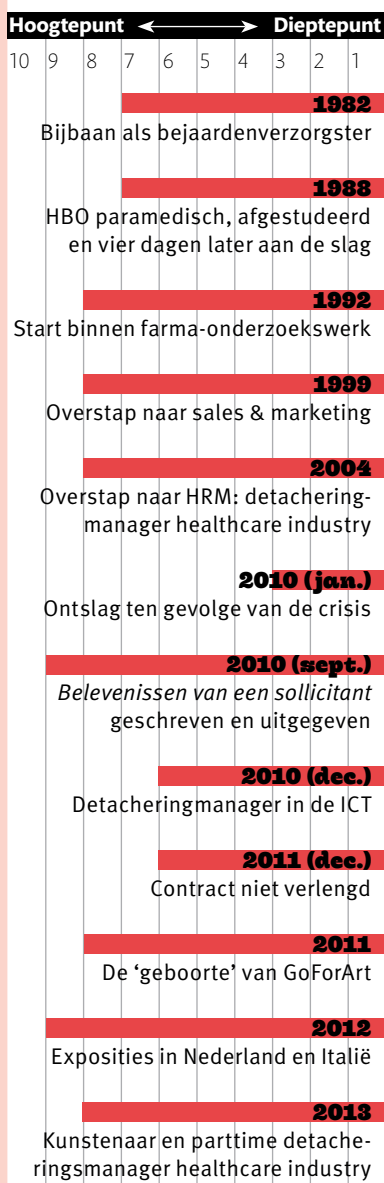 Hoogtepunt ⟵⟶ Dieptepunt
10 9 8 7 6 5 4 3 2 1
1982
Bijbaan als bejaardenverzorgster
1988
HBO paramedisch, afgestudeerd
en vier dagen later aan de slag
1992
Start binnen farma-onderzoekswerk
1999
Overstap naar sales & marketing
2004
Overstap naar HRM: detachering-
manager healthcare industry
2010 (jan.)
Ontslag ten gevolge van de crisis
2010 (sept.)
Belevenissen van een sollicitant
geschreven en uitgegeven
2010 (dec.)
Detacheringmanager in de ICT
2011 (dec.)
Contract niet verlengd
2011
De ‘geboorte’ van GoForArt
2012
Exposities in Nederland en Italië
2013
Kunstenaar en parttime detache-
ringsmanager healthcare industry